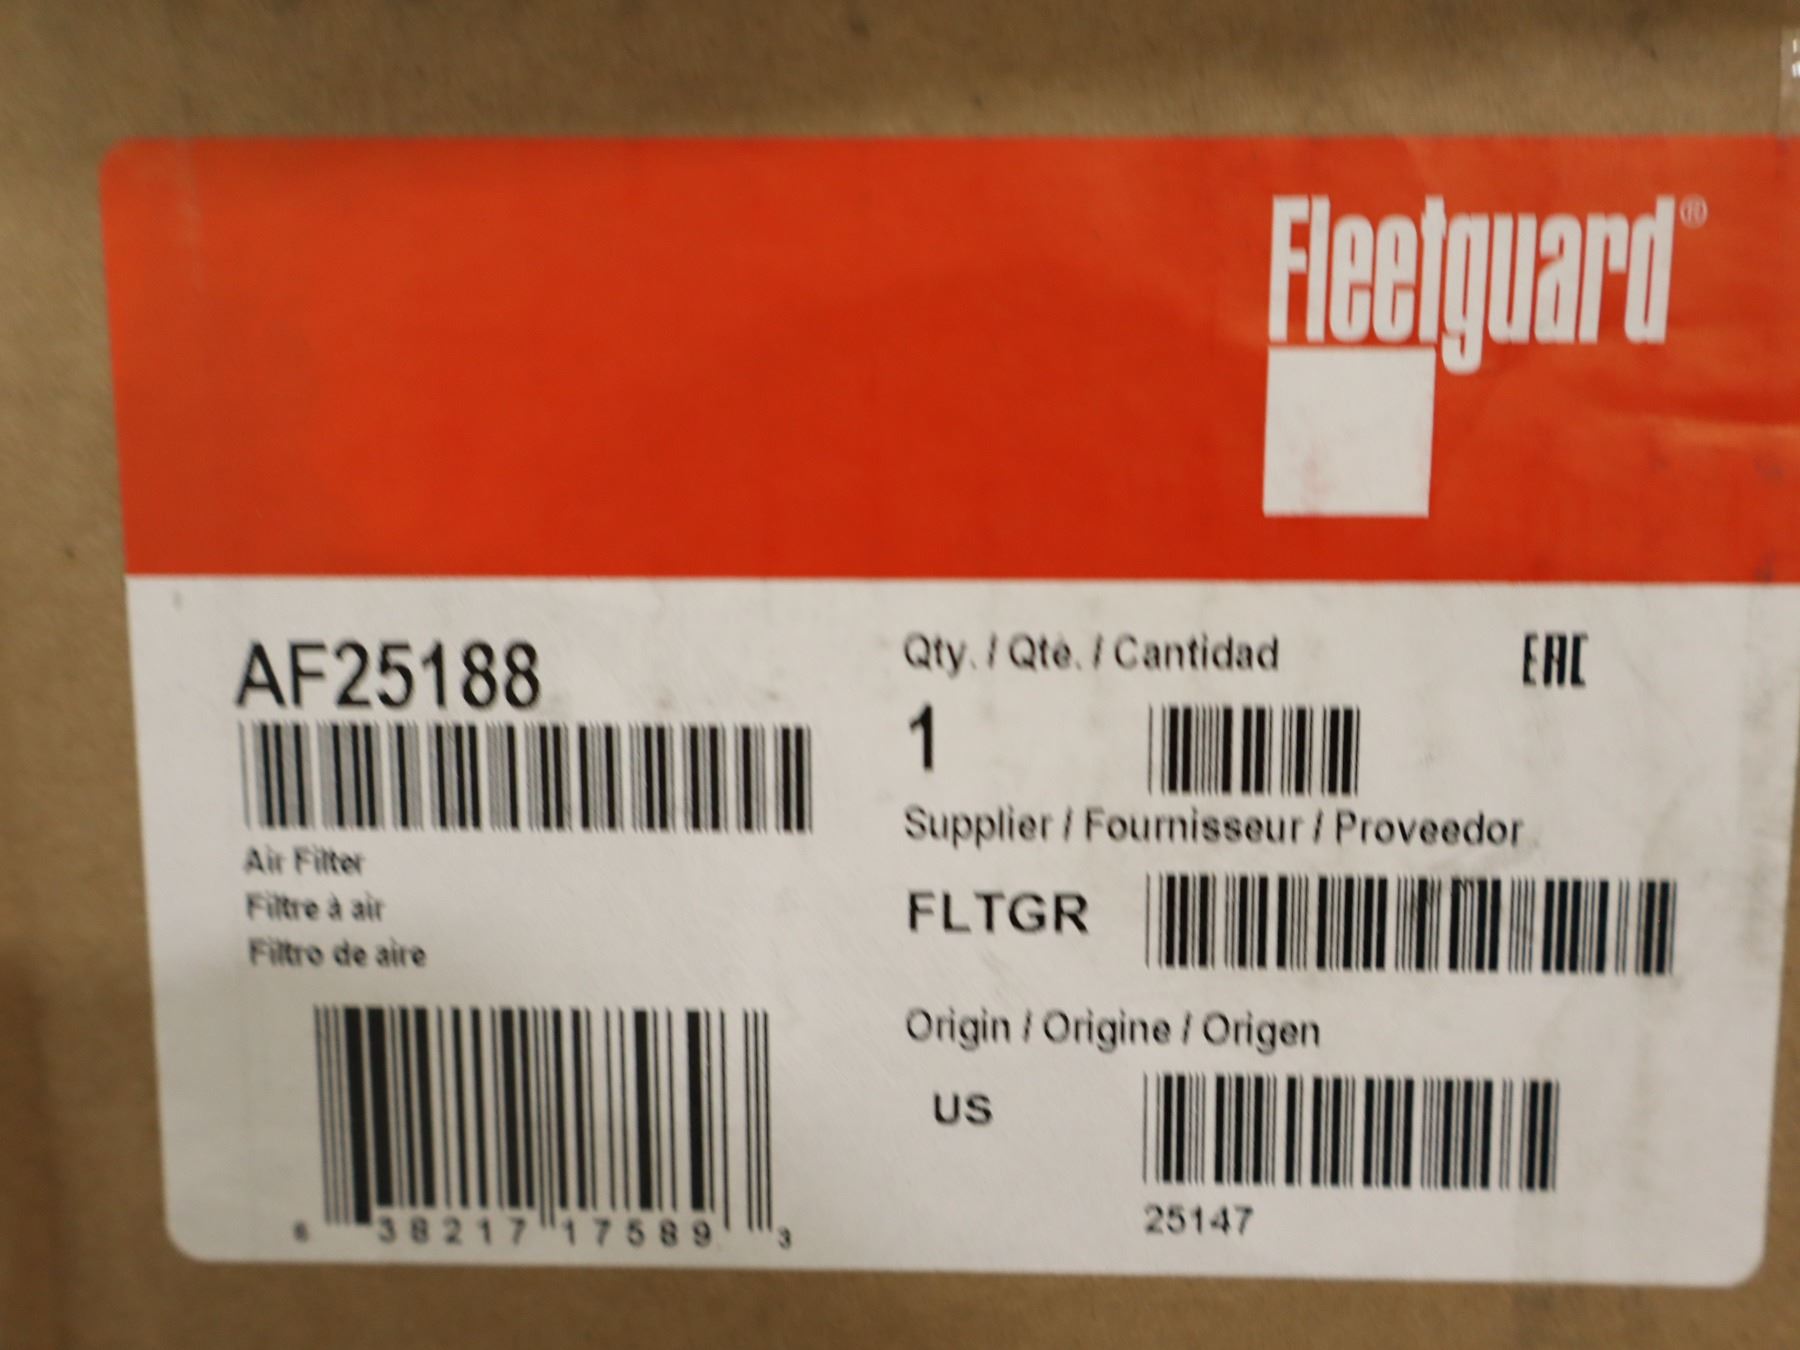 Fleetguard®
AF25188
Air Filter
Filtre à air
Filtro de aire
6 38217 17589 3
Qty. / Qté. / Cantidad
EAC
1
Supplier / Fournisseur / Proveedor
FLTGR
Origin / Origine / Origen
US
25147